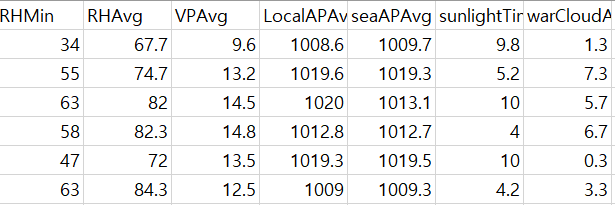 RHMin RHAvg VPAvg LocalAPAv seaAPAvg sunlightTir warCloudA
34 67.7 9.6 1008.6 1009.7 9.8 1.3
55 74.7 13.2 1019.6 1019.3 5.2 7.3
63 82 14.5 1020 1013.1 10 5.7
58 82.3 14.8 1012.8 1012.7 4 6.7
47 72 13.5 1019.3 1019.5 10 0.3
63 84.3 12.5 1009 1009.3 4.2 3.3